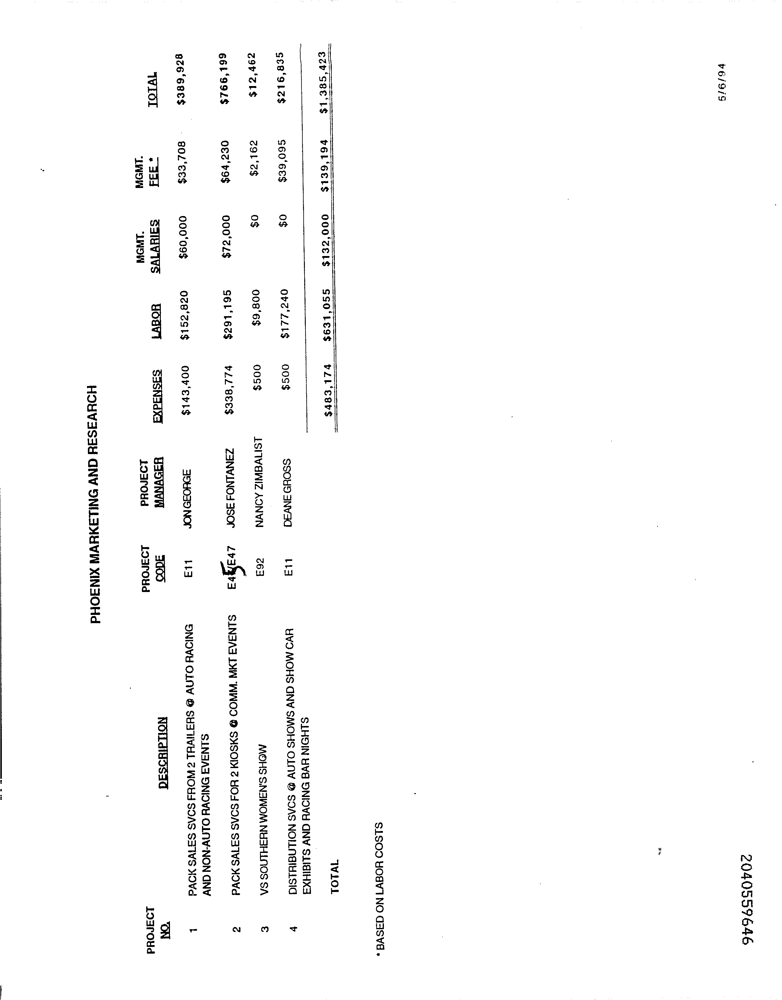 PHOENIX MARKETING AND RESEARCH
PROJECT PROJECT PROJECT MGMT. MGMT.
NO. DESCRIPTION CODE MANAGER EXPENSES LABOR SALARIES FEE * TOTAL
1 PACK SALES SVCS FROM 2 TRAILERS @ AUTO RACING E11 JON GEORGE $143,400 $152,820 $60,000 $33,708 $389,928
AND NON-AUTO RACING EVENTS
2 PACK SALES SVCS FOR 2 KIOSKS @ COMM. MKT EVENTS E45/E47 JOSE FONTANEZ $338,774 $291,195 $72,000 $64,230 $766,199
3 VS SOUTHERN WOMEN'S SHOW E92 NANCY ZIMBALIST $500 $9,800 $0 $2,162 $12,462
4 DISTRIBUTION SVCS @ AUTO SHOWS AND SHOW CAR E11 DEANE GROSS $500 $177,240 $0 $39,095 $216,835
EXHIBITS AND RACING BAR NIGHTS
TOTAL $483,174 $631,055 $132,000 $139,194 $1,385,423
* BASED ON LABOR COSTS
5/6/94
2040559646